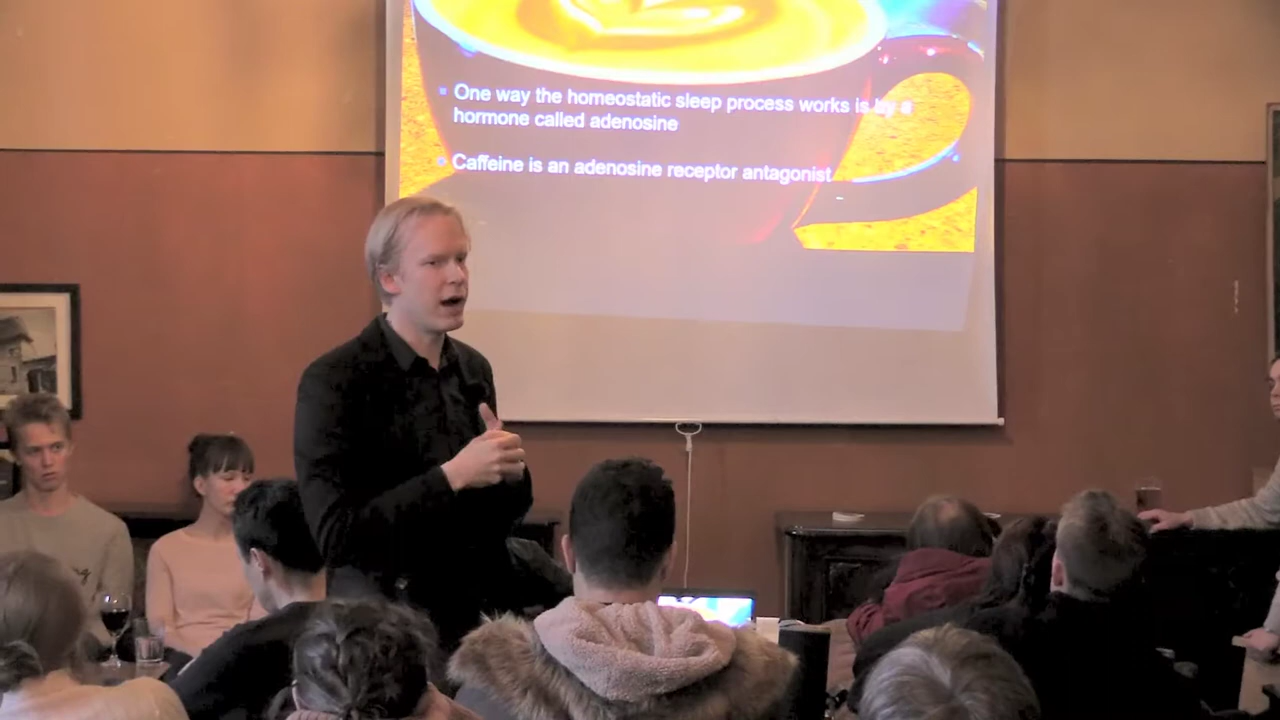 One way the homeostatic sleep process works is by a
hormone called adenosine
Caffeine is an adenosine receptor antagonist